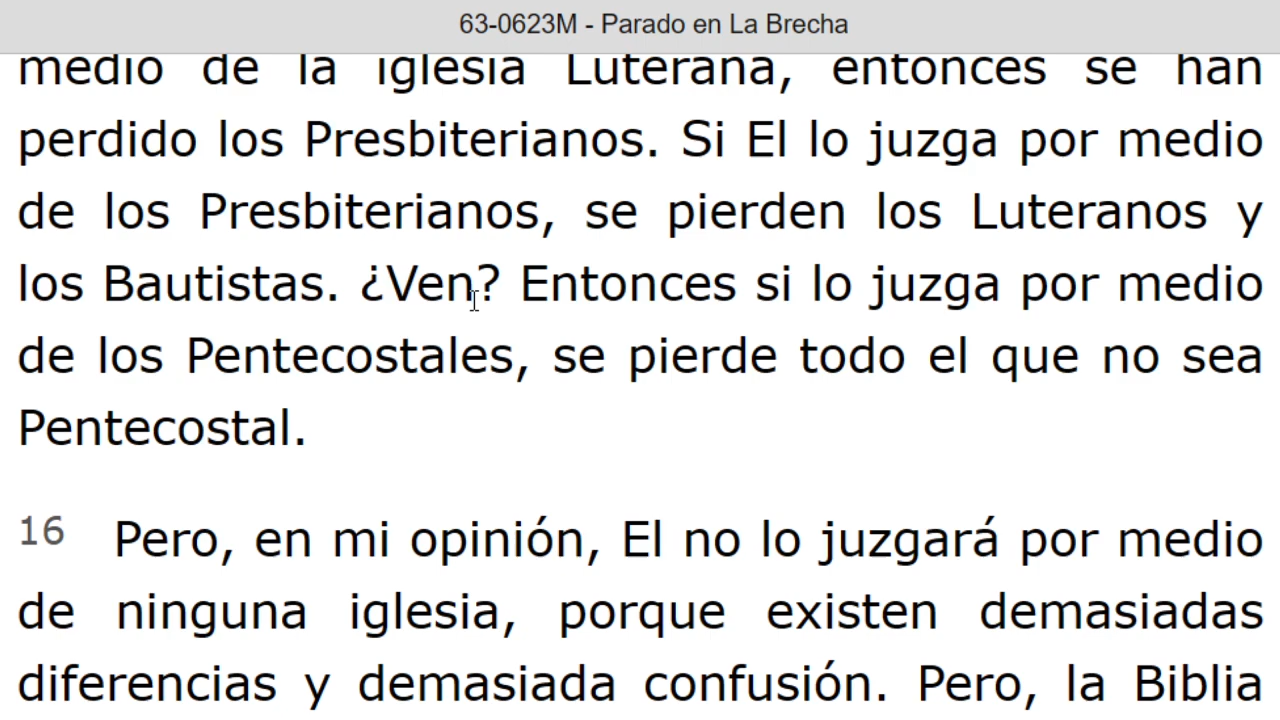 63-0623M - Parado en La Brecha
medio de la iglesia Luterana, entonces se han
perdido los Presbiterianos. Si El lo juzga por medio
de los Presbiterianos, se pierden los Luteranos y
los Bautistas. ¿Ven? Entonces si lo juzga por medio
de los Pentecostales, se pierde todo el que no sea
Pentecostal.
16 Pero, en mi opinión, El no lo juzgará por medio
de ninguna iglesia, porque existen demasiadas
diferencias y demasiada confusión. Pero, la Biblia